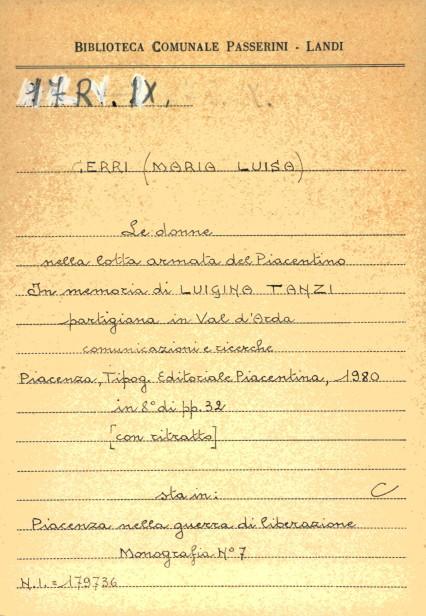 BIBLIOTECA COMUNALE PASSERINI - LANDI
17 R. IX.
CERRI (MARIA LUISA)
Le donne
nella lotta armata del Piacentino
In memoria di LUIGINA TANZI
partigiana in Val d'Arda
comunicazioni e ricerche
Piacenza, Tipog. Editoriale Piacentina, 1980
in 8° di pp. 32
[con ritratto]
sta in: C
Piacenza nella guerra di liberazione
Monografia N° 7
N.I. = 179736